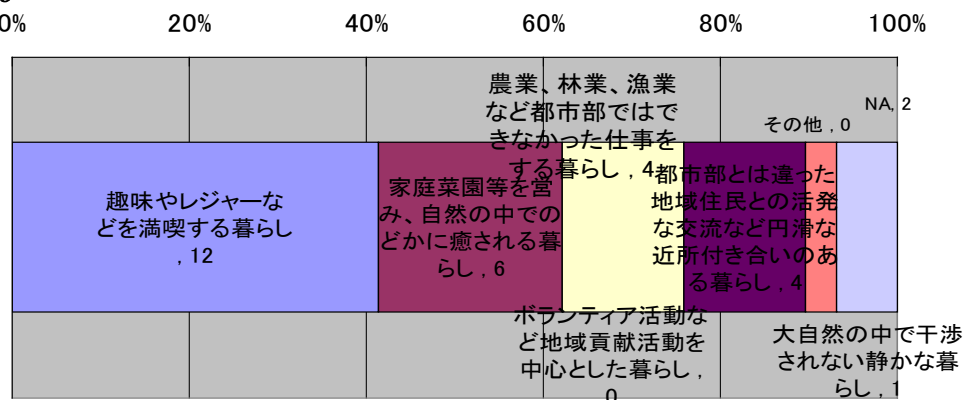 0%
20%
40%
60%
80%
100%
農業、林業、漁業
など都市部ではで
きなかった仕事を
する暮らし , 4
NA, 2
その他 , 0
趣味やレジャーな
どを満喫する暮らし
, 12
家庭菜園等を営
み、自然の中での
どかに癒される暮
らし , 6
都市部とは違った
地域住民との活発
な交流など円滑な
近所付き合いのあ
る暮らし , 4
ボランティア活動な
ど地域貢献活動を
中心とした暮らし ,
0
大自然の中で干渉
されない静かな暮
らし , 1